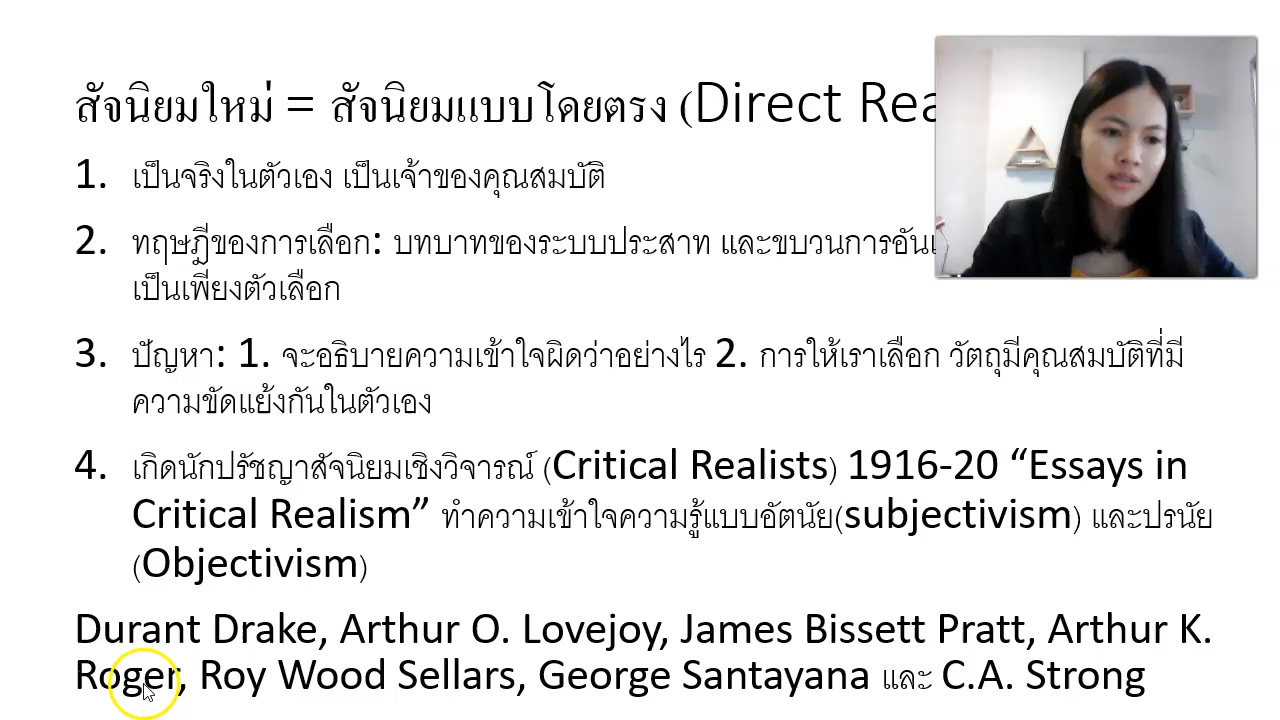 สัจนิยมใหม่ = สัจนิยมแบบโดยตรง (Direct
1. เป็นจริงในตัวเอง เป็นเจ้าของคุณสมบัติ
2. ทฤษฎีของการเลือก: บทบาทของระบบประสาท และขบวนการ
เป็นเพียงตัวเลือก
3. ปัญหา: 1. จะอธิบายความเข้าใจผิดว่าอย่างไร 2. การให้เราเลือก วัตถุมีคุณสมบัติที่มี
ความขัดแย้งกันในตัวเอง
4. เกิดนักปรัชญาสัจนิยมเชิงวิจารณ์ (Critical Realists) 1916-20 “Essays in
Critical Realism” ทำความเข้าใจความรู้แบบอัตนัย(subjectivism) และปรนัย
(Objectivism)
Durant Drake, Arthur O. Lovejoy, James Bissett Pratt, Arthur K.
Roger, Roy Wood Sellars, George Santayana และ C.A. Strong